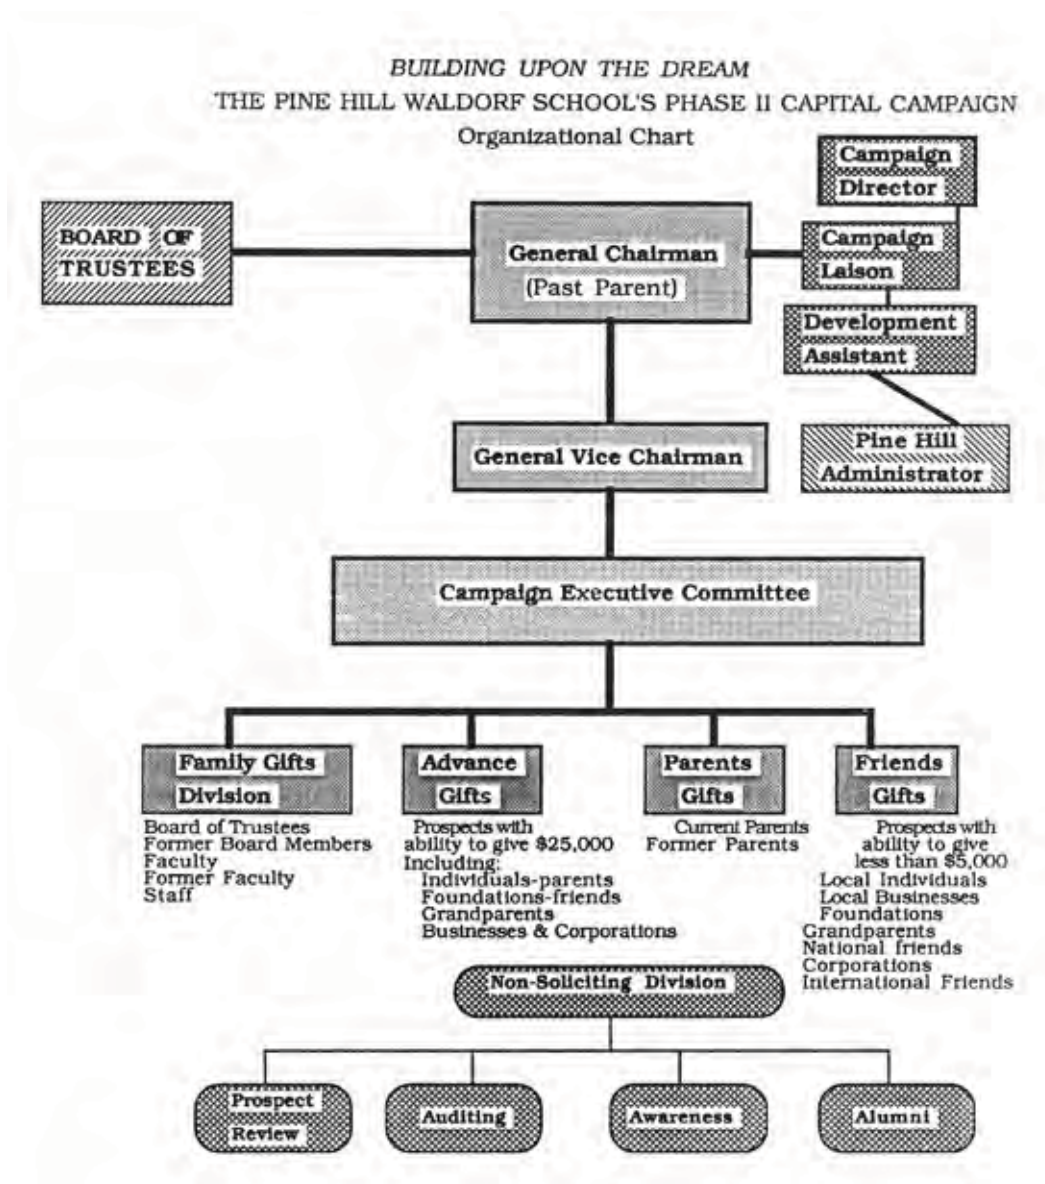 BUILDING UPON THE DREAM
THE PINE HILL WALDORF SCHOOL'S PHASE II CAPITAL CAMPAIGN
Organizational Chart
Campaign
Director
BOARD OF
TRUSTEES
General Chairman
(Past Parent)
Campaign
Laison
Development
Assistant
General Vice Chairman
Pine Hill
Administrator
Campaign Executive Committee
Family Gifts
Division
Board of Trustees
Former Board Members
Faculty
Former Faculty
Staff
Advance
Gifts
Prospects with
ability to give $25,000
Including:
Individuals-parents
Foundations-friends
Grandparents
Businesses & Corporations
Parents
Gifts
Current Parents
Former Parents
Friends
Gifts
Prospects with
ability to give
less than $5,000
Local Individuals
Local Businesses
Foundations
Grandparents
National friends
Corporations
International Friends
Non-Soliciting Division
Prospect
Review
Auditing
Awareness
Alumni